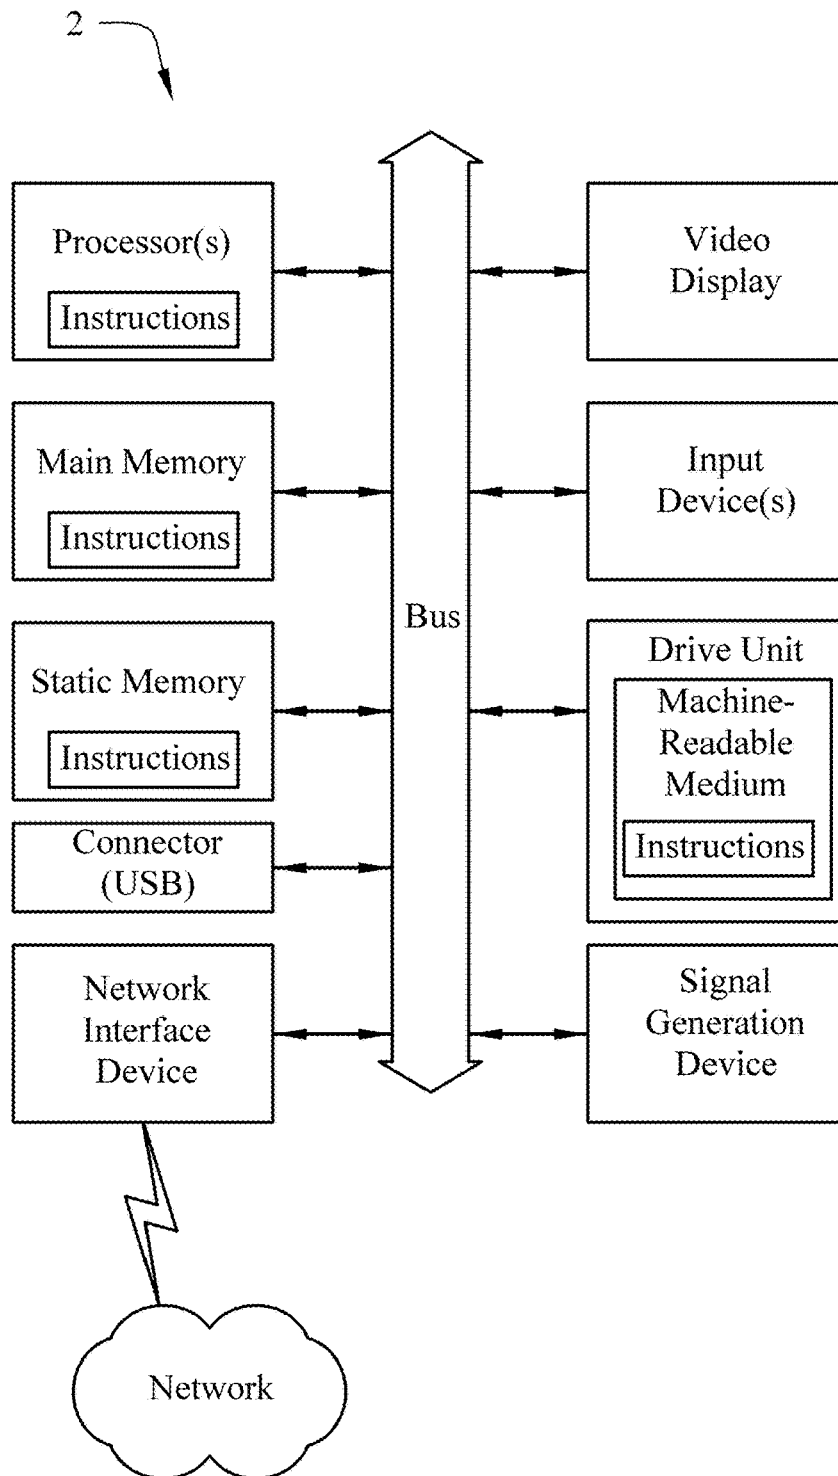 2
Processor(s)
Instructions
Main Memory
Instructions
Static Memory
Instructions
Connector
(USB)
Network
Interface
Device
Network
Bus
Video
Display
Input
Device(s)
Drive Unit
Machine-
Readable
Medium
Instructions
Signal
Generation
Device